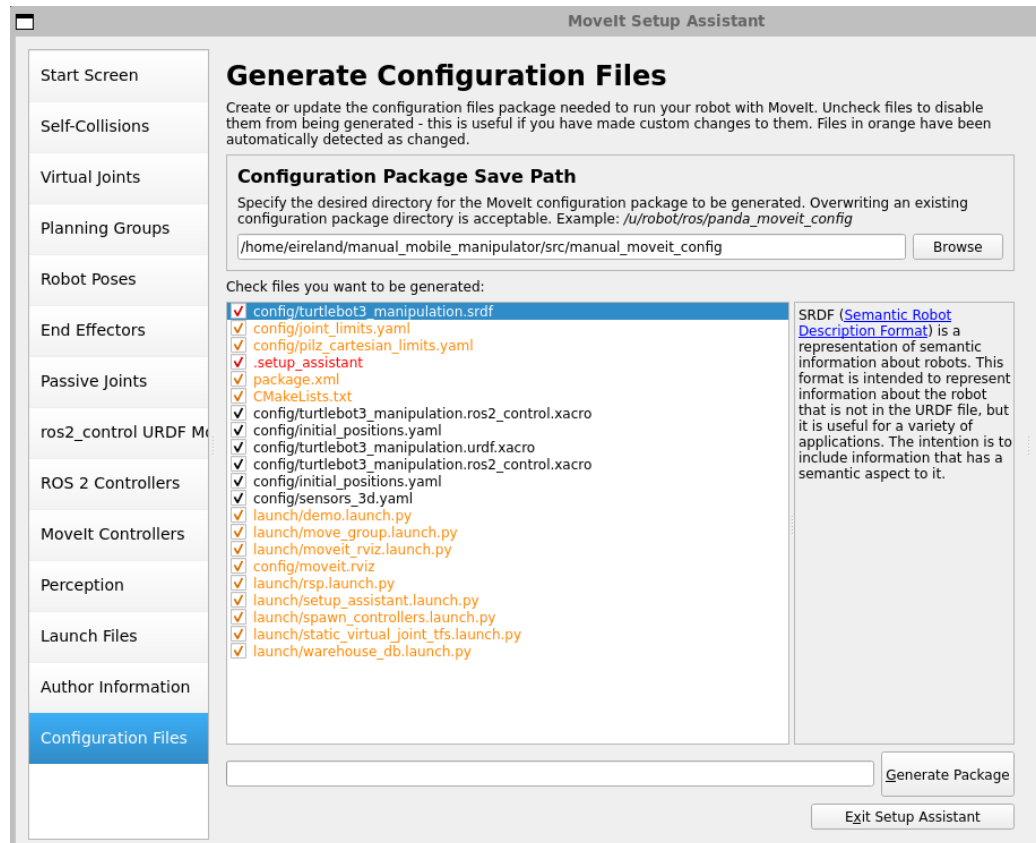 MoveIt Setup Assistant
Start Screen
Self-Collisions
Virtual Joints
Planning Groups
Robot Poses
End Effectors
Passive Joints
ros2_control URDF Mo
ROS 2 Controllers
MoveIt Controllers
Perception
Launch Files
Author Information
Configuration Files
Generate Configuration Files
Create or update the configuration files package needed to run your robot with MoveIt. Uncheck files to disable
them from being generated - this is useful if you have made custom changes to them. Files in orange have been
automatically detected as changed.
Configuration Package Save Path
Specify the desired directory for the MoveIt configuration package to be generated. Overwriting an existing
configuration package directory is acceptable. Example: /u/robot/ros/panda_moveit_config
/home/eireland/manual_mobile_manipulator/src/manual_moveit_config
Browse
Check files you want to be generated:
config/turtlebot3_manipulation.srdf
config/joint_limits.yaml
config/pilz_cartesian_limits.yaml
.setup_assistant
package.xml
CMakeLists.txt
config/turtlebot3_manipulation.ros2_control.xacro
config/initial_positions.yaml
config/turtlebot3_manipulation.urdf.xacro
config/turtlebot3_manipulation.ros2_control.xacro
config/initial_positions.yaml
config/sensors_3d.yaml
launch/demo.launch.py
launch/move_group.launch.py
launch/moveit_rviz.launch.py
config/moveit.rviz
launch/rsp.launch.py
launch/setup_assistant.launch.py
launch/spawn_controllers.launch.py
launch/static_virtual_joint_tfs.launch.py
launch/warehouse_db.launch.py
SRDF (Semantic Robot
Description Format) is a
representation of semantic
information about robots. This
format is intended to represent
information about the robot
that is not in the URDF file, but
it is useful for a variety of
applications. The intention is to
include information that has a
semantic aspect to it.
Generate Package
Exit Setup Assistant